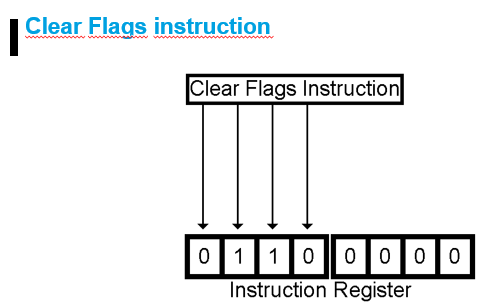 Clear Flags instruction
Clear Flags Instruction
0 1 1 0 0 0 0 0
Instruction Register